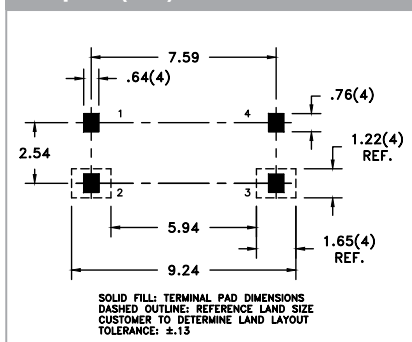 7.59
.64(4)
.76(4)
1
4
2.54
1.22(4)
REF.
2
3
5.94
1.65(4)
REF.
9.24
SOLID FILL: TERMINAL PAD DIMENSIONS
DASHED OUTLINE: REFERENCE LAND SIZE
CUSTOMER TO DETERMINE LAND LAYOUT
TOLERANCE: ±.13